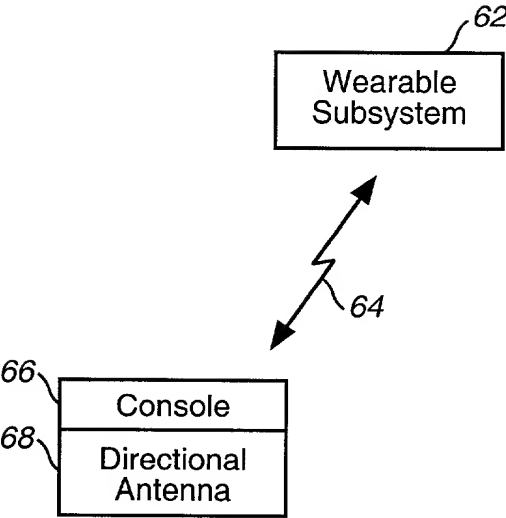 62
Wearable
Subsystem
64
66
Console
68
Directional
Antenna